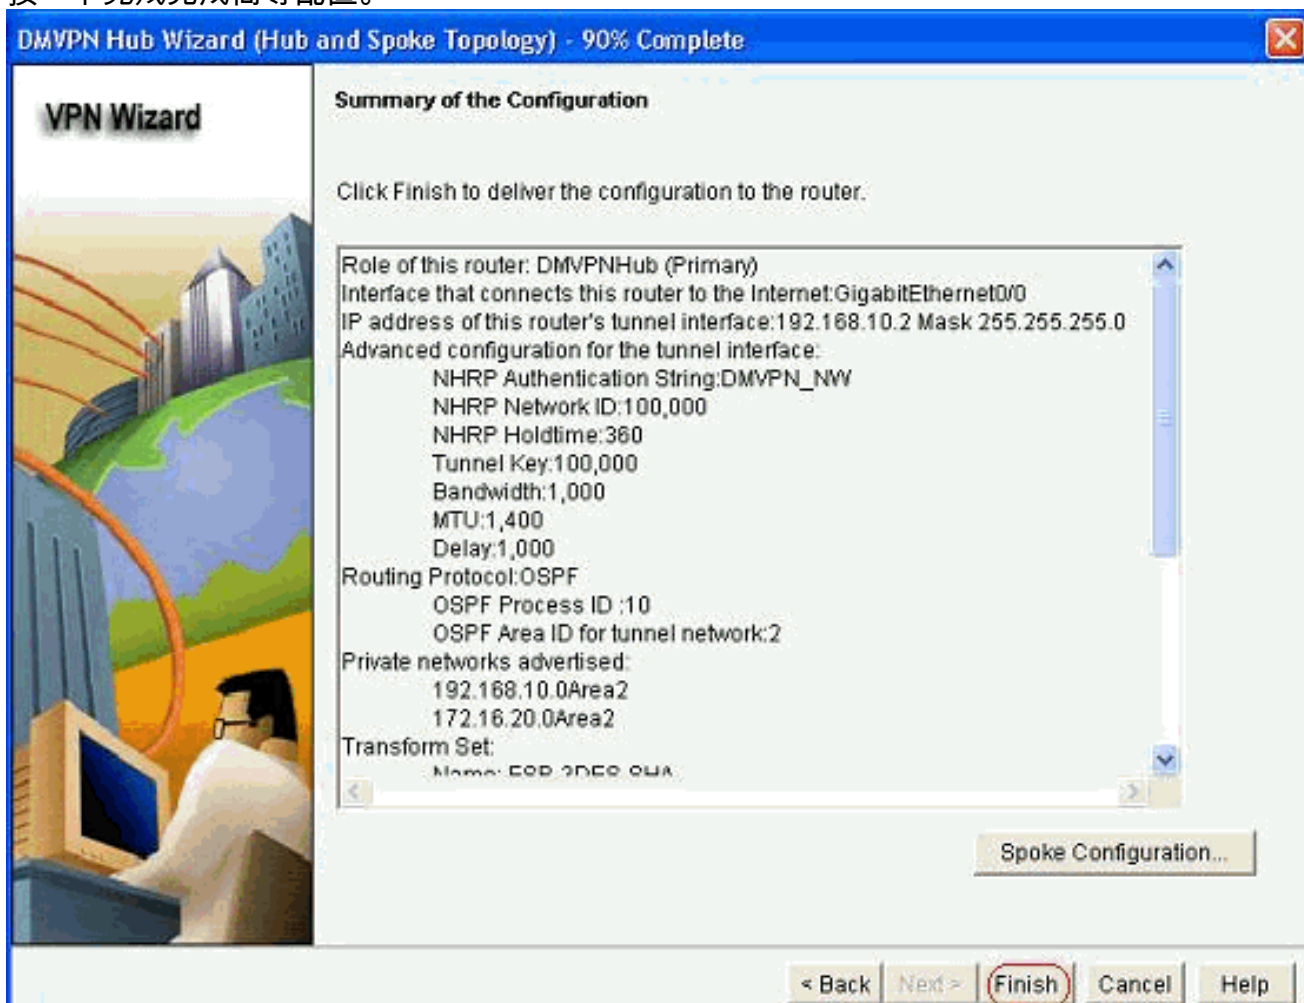 DMVPN Hub Wizard (Hub and Spoke Topology) - 90% Complete
VPN Wizard
Summary of the Configuration
Click Finish to deliver the configuration to the router.
Role of this router: DMVPNHub (Primary)
Interface that connects this router to the Internet:GigabitEthernet0/0
IP address of this router's tunnel interface:192.168.10.2 Mask 255.255.255.0
Advanced configuration for the tunnel interface:
NHRP Authentication String:DMVPN_NW
NHRP Network ID:100,000
NHRP Holdtime:360
Tunnel Key:100,000
Bandwidth:1,000
MTU:1,400
Delay:1,000
Routing Protocol:OSPF
OSPF Process ID :10
OSPF Area ID for tunnel network:2
Private networks advertised:
192.168.10.0Area2
172.16.20.0Area2
Transform Set:
Name: ESP-3DES-SHA
Spoke Configuration...
< Back Next > Finish Cancel Help